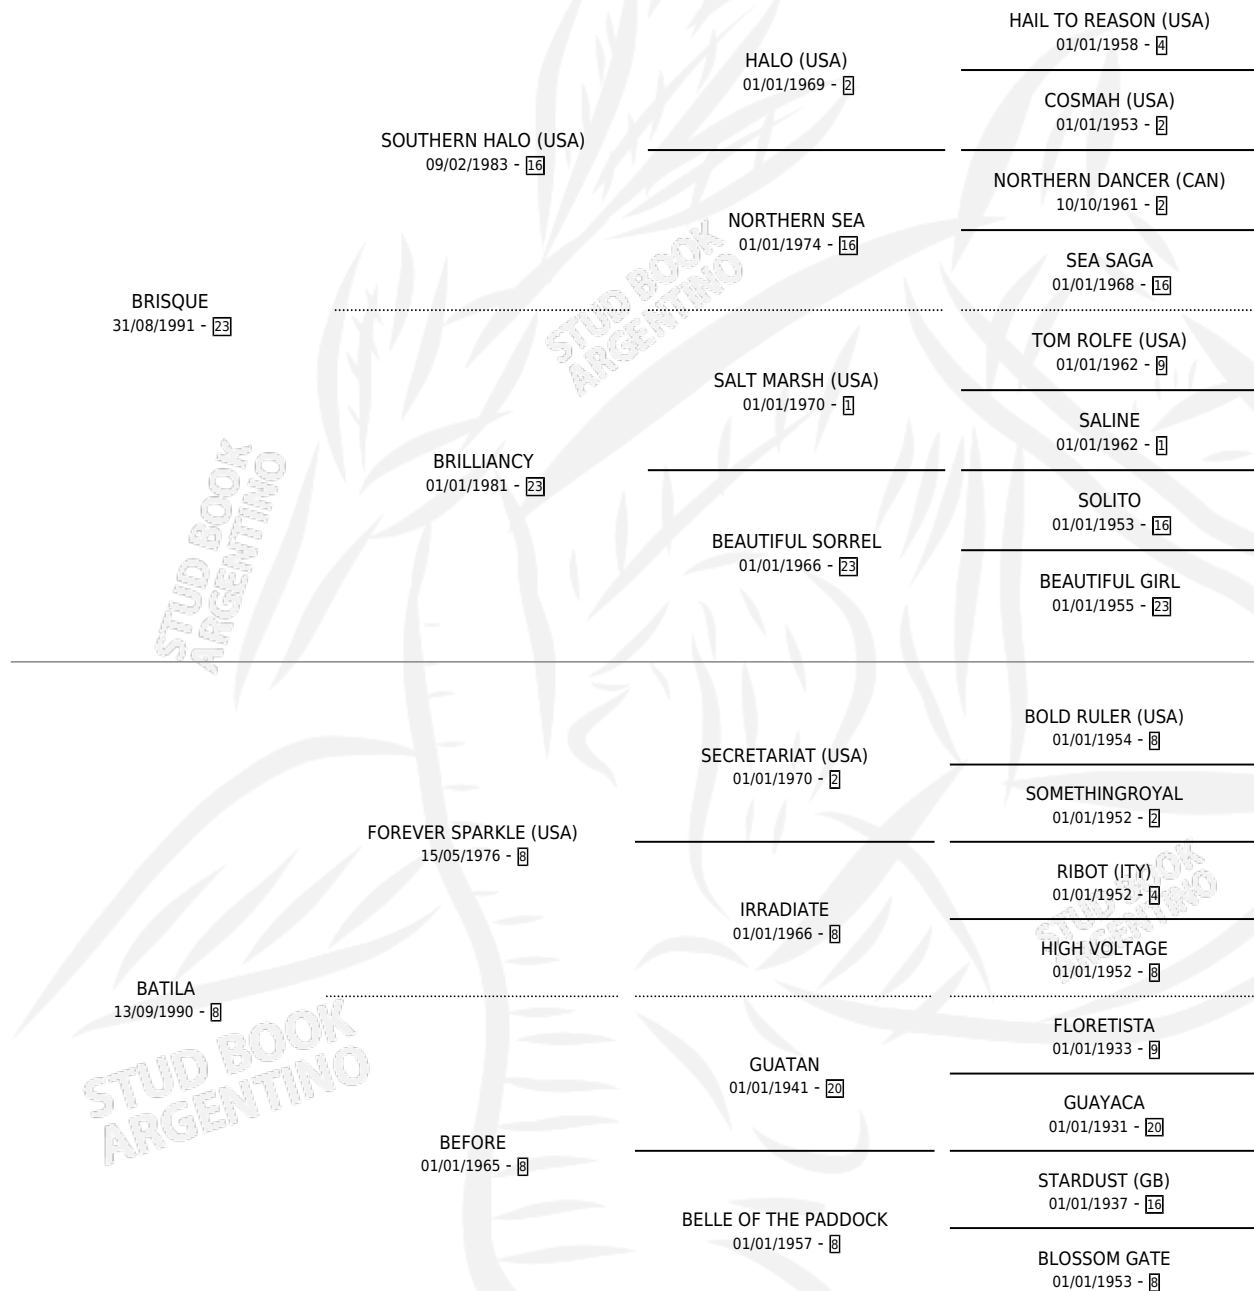 HAIL TO REASON (USA)
01/01/1958 - 4
HALO (USA)
01/01/1969 - 2
COSMAH (USA)
01/01/1953 - 2
SOUTHERN HALO (USA)
09/02/1983 - 16
NORTHERN DANCER (CAN)
10/10/1961 - 2
NORTHERN SEA
01/01/1974 - 16
SEA SAGA
01/01/1968 - 16
STUD BOOK
ARGENTINO
BRISQUE
31/08/1991 - 23
TOM ROLFE (USA)
01/01/1962 - 9
SALT MARSH (USA)
01/01/1970 - 1
SALINE
01/01/1962 - 1
BRILLIANCY
01/01/1981 - 23
SOLITO
01/01/1953 - 16
BEAUTIFUL SORREL
01/01/1966 - 23
BEAUTIFUL GIRL
01/01/1955 - 23
STUD BOOK
ARGENTINO
BOLD RULER (USA)
01/01/1954 - 8
SECRETARIAT (USA)
01/01/1970 - 2
SOMETHINGROYAL
01/01/1952 - 2
FOREVER SPARKLE (USA)
15/05/1976 - 8
RIBOT (ITY)
01/01/1952 - 4
IRRADIATE
01/01/1966 - 8
HIGH VOLTAGE
01/01/1952 - 8
STUD BOOK
ARGENTINO
BATILA
13/09/1990 - 8
FLORETISTA
01/01/1933 - 9
GUATAN
01/01/1941 - 20
GUAYACA
01/01/1931 - 20
STUD BOOK
ARGENTINO
BEFORE
01/01/1965 - 8
STARDUST (GB)
01/01/1937 - 16
BELLE OF THE PADDOCK
01/01/1957 - 8
BLOSSOM GATE
01/01/1953 - 8